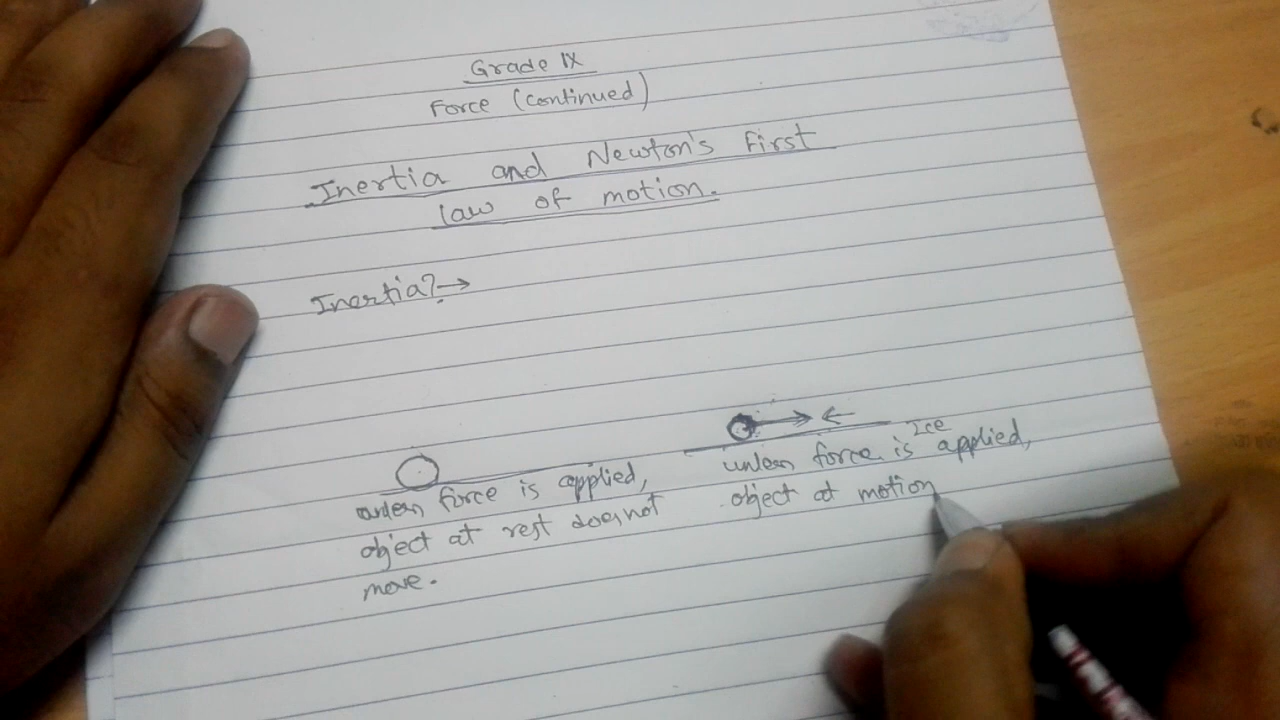 Grade IX
Force (Continued)
Inertia and Newton's first
law of motion.
Inertia? →
Ice
unless force is applied,
object at rest does not
move.
unless force is applied,
object at motion